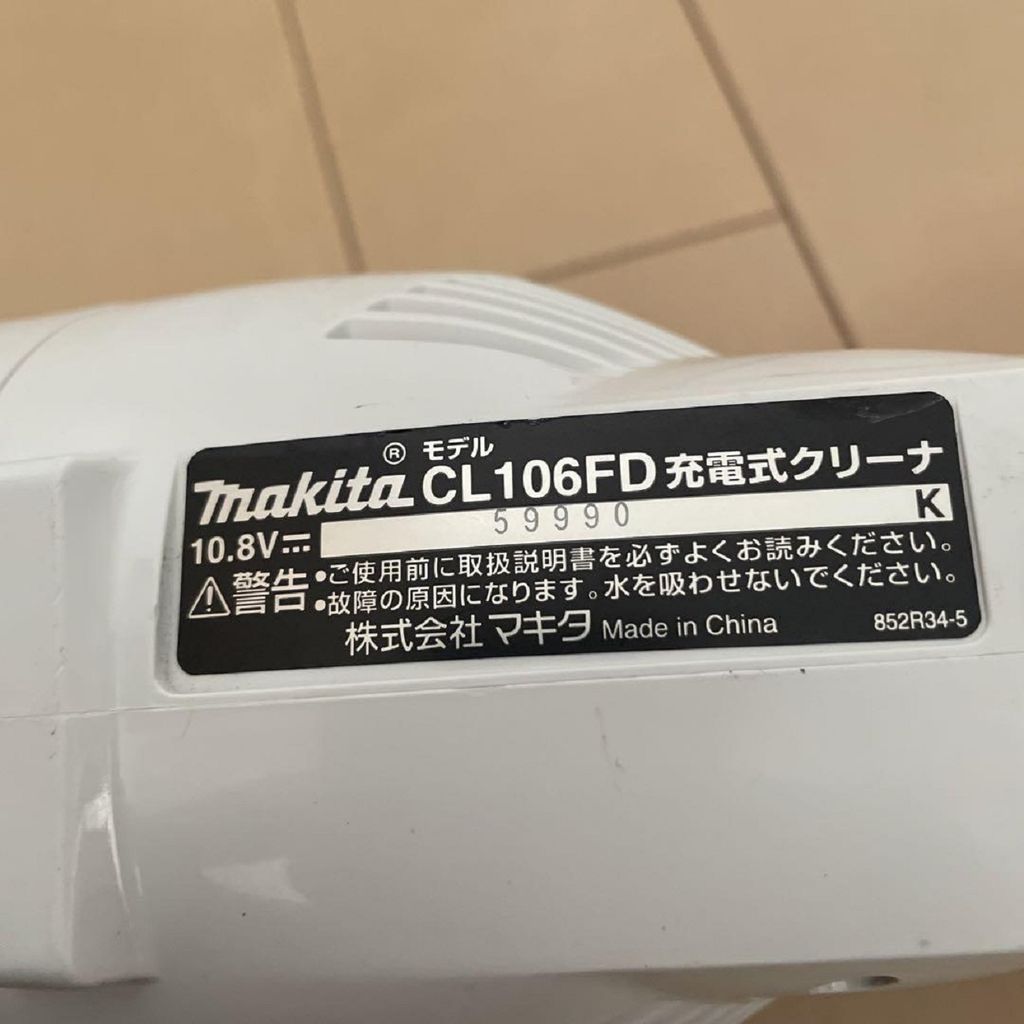 makita® モデル CL106FD 充電式クリーナ
59990 K
10.8V⎓
⚠警告 •ご使用前に取扱説明書を必ずよくお読みください。
•故障の原因になります。水を吸わせないでください。
株式会社マキタ Made in China 852R34-5